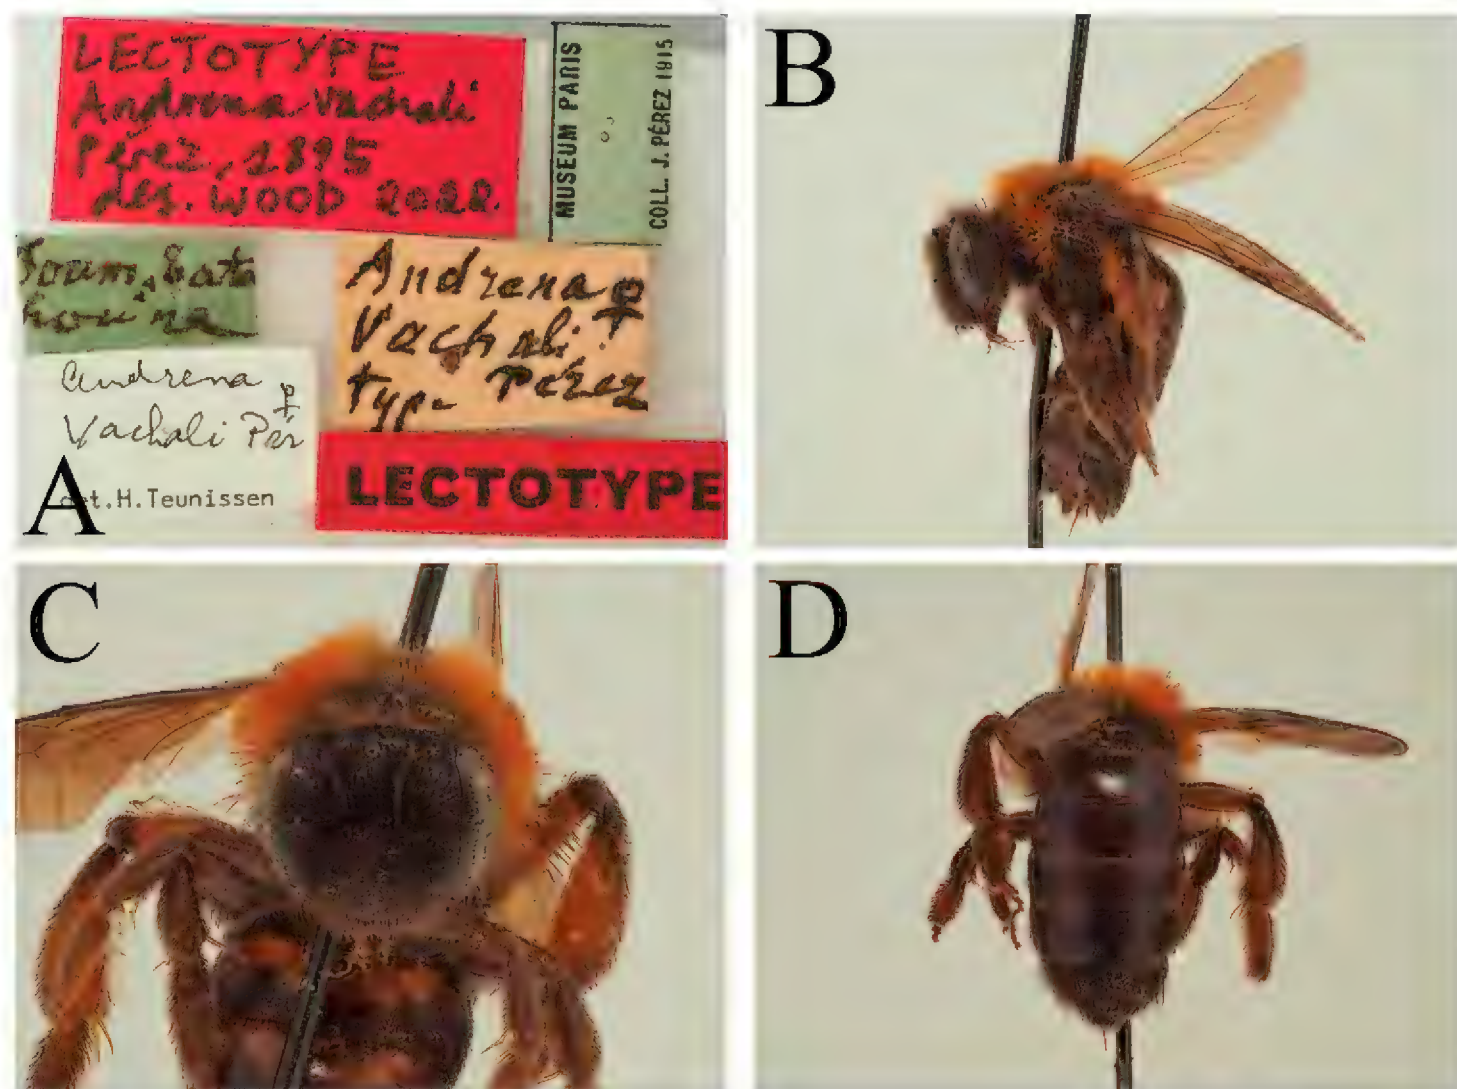 LECTOTYPE
Andrena Vachali
Pérez, 1895
des. WOOD 2022.
MUSEUM PARIS
COLL. J. PÉREZ 1915
Andrena ♀
Vachali
type Pérez
Andrena ♀
Vachali Pér
det. H. Teunissen
LECTOTYPE
A
B
C
D